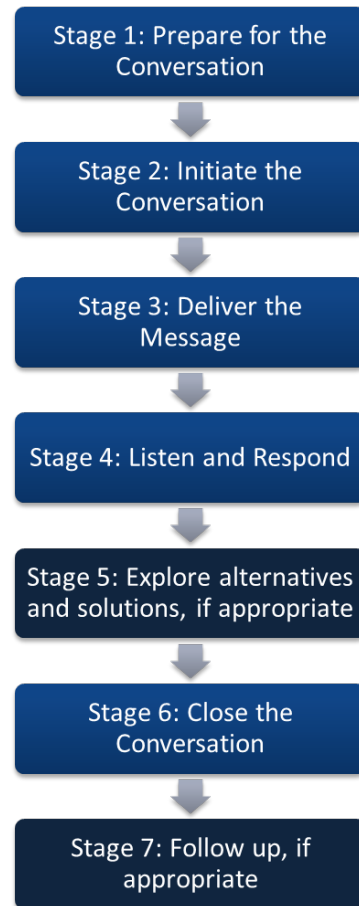 Stage 1: Prepare for the
Conversation
Stage 2: Initiate the
Conversation
Stage 3: Deliver the
Message
Stage 4: Listen and Respond
Stage 5: Explore alternatives
and solutions, if appropriate
Stage 6: Close the
Conversation
Stage 7: Follow up, if
appropriate